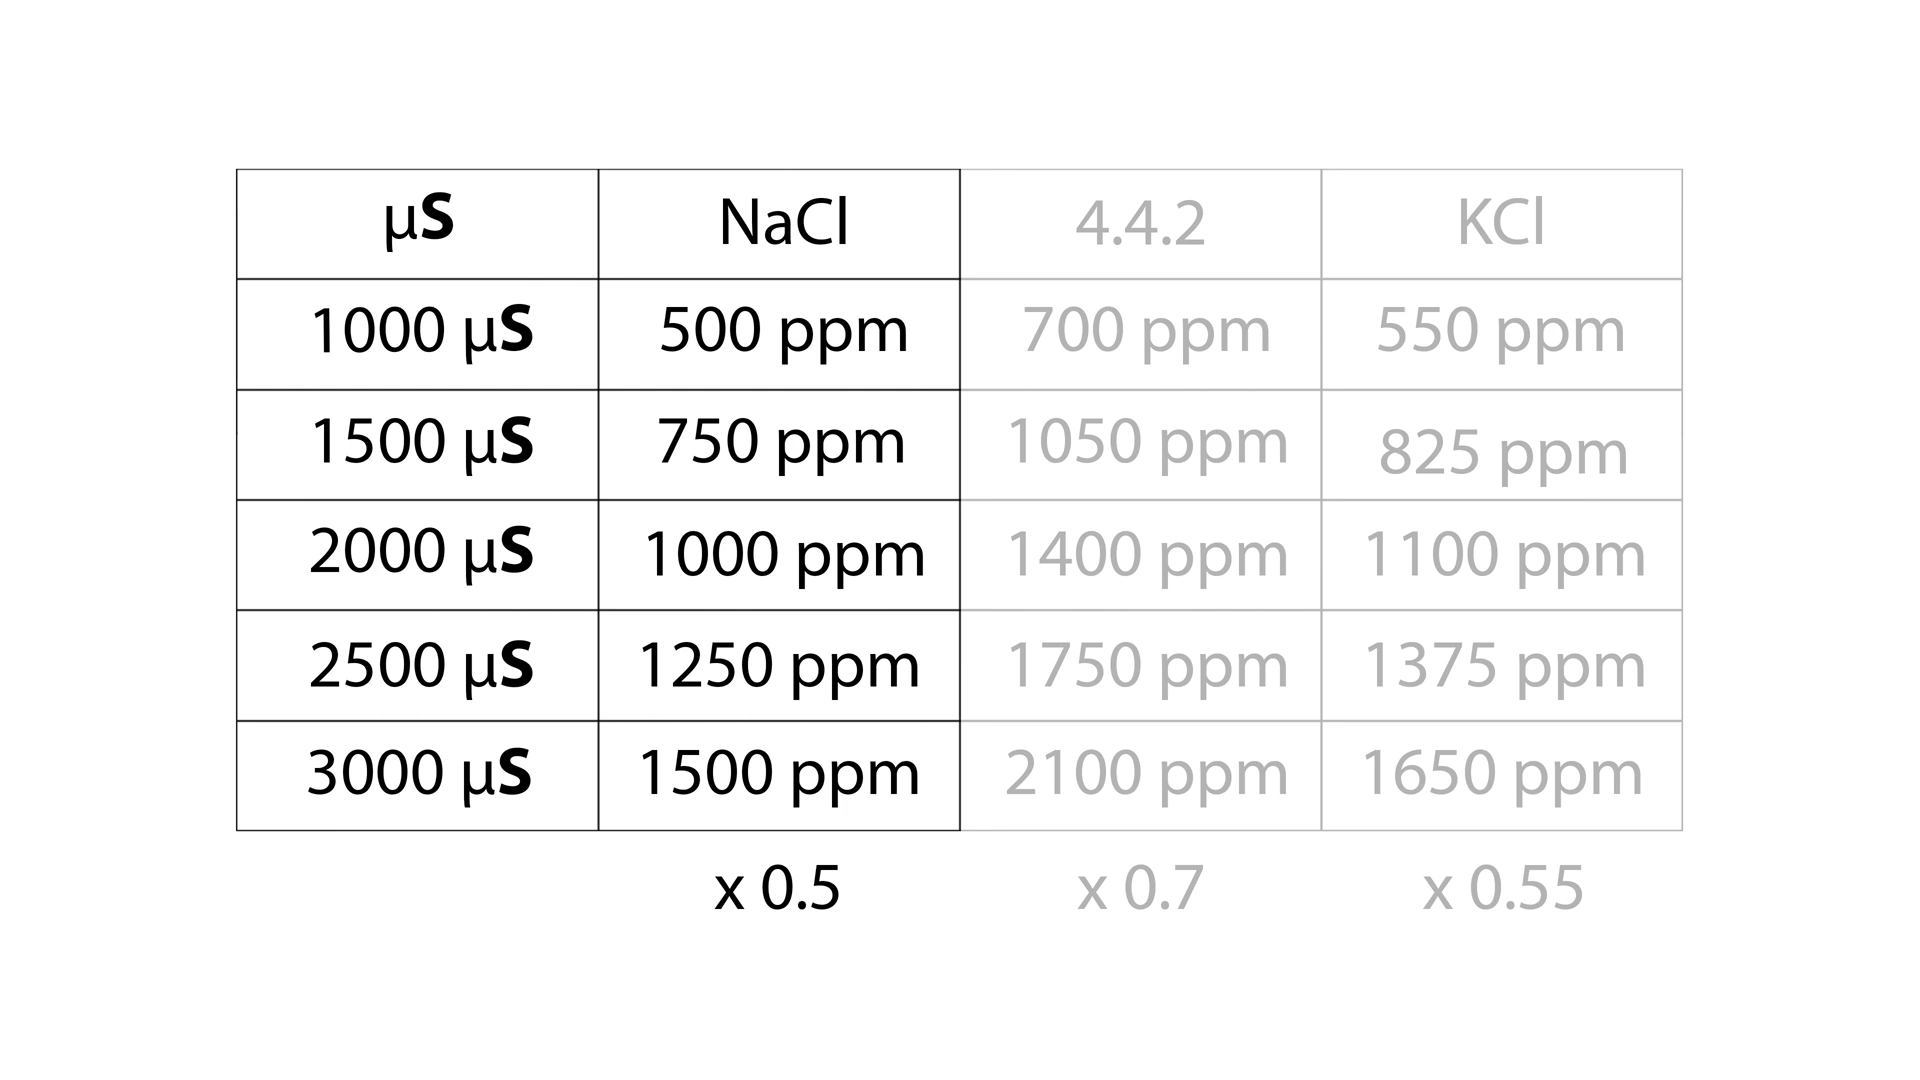 µS NaCl 4.4.2 KCl
1000 µS 500 ppm 700 ppm 550 ppm
1500 µS 750 ppm 1050 ppm 825 ppm
2000 µS 1000 ppm 1400 ppm 1100 ppm
2500 µS 1250 ppm 1750 ppm 1375 ppm
3000 µS 1500 ppm 2100 ppm 1650 ppm
x 0.5 x 0.7 x 0.55